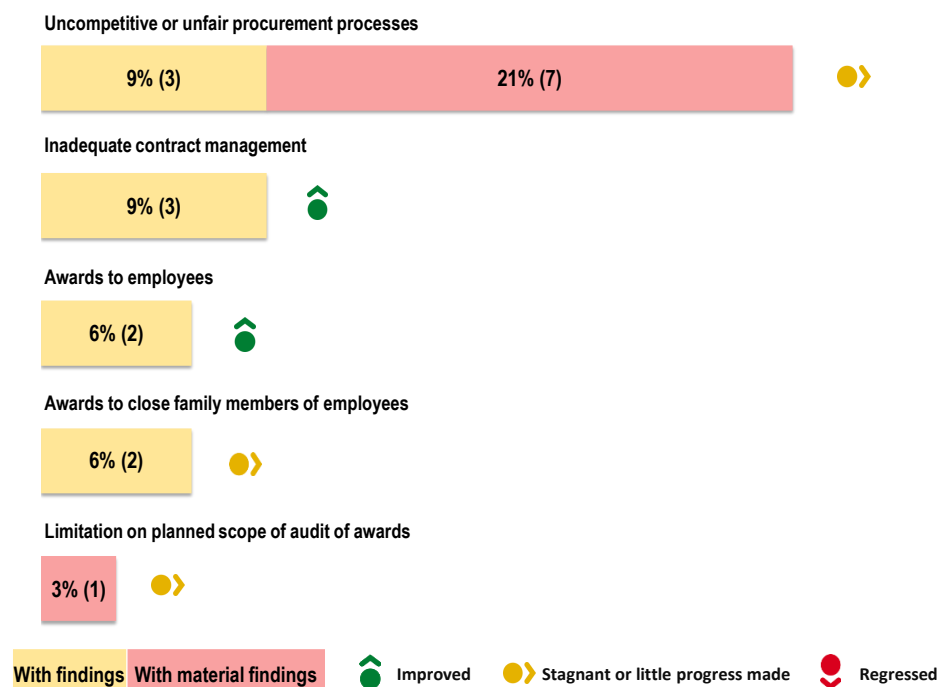 Uncompetitive or unfair procurement processes
9% (3) 21% (7)
Inadequate contract management
9% (3)
Awards to employees
6% (2)
Awards to close family members of employees
6% (2)
Limitation on planned scope of audit of awards
3% (1)
With findings With material findings Improved Stagnant or little progress made Regressed